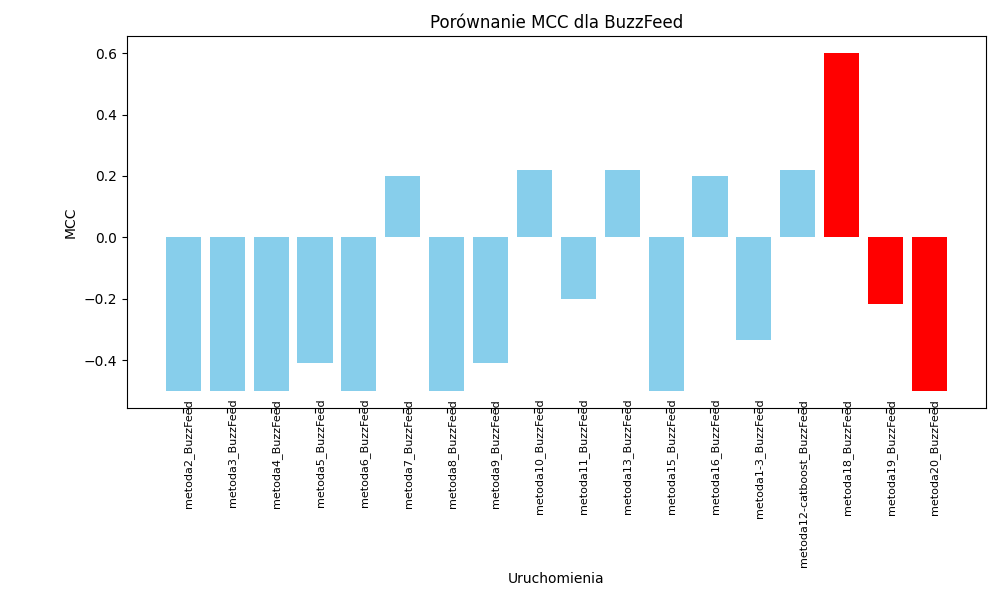 Porównanie MCC dla BuzzFeed
MCC
0.6
0.4
0.2
0.0
−0.2
−0.4
metoda2_BuzzFeed
metoda3_BuzzFeed
metoda4_BuzzFeed
metoda5_BuzzFeed
metoda6_BuzzFeed
metoda7_BuzzFeed
metoda8_BuzzFeed
metoda9_BuzzFeed
metoda10_BuzzFeed
metoda11_BuzzFeed
metoda13_BuzzFeed
metoda15_BuzzFeed
metoda16_BuzzFeed
metoda1-3_BuzzFeed
metoda12-catboost_BuzzFeed
metoda18_BuzzFeed
metoda19_BuzzFeed
metoda20_BuzzFeed
Uruchomienia